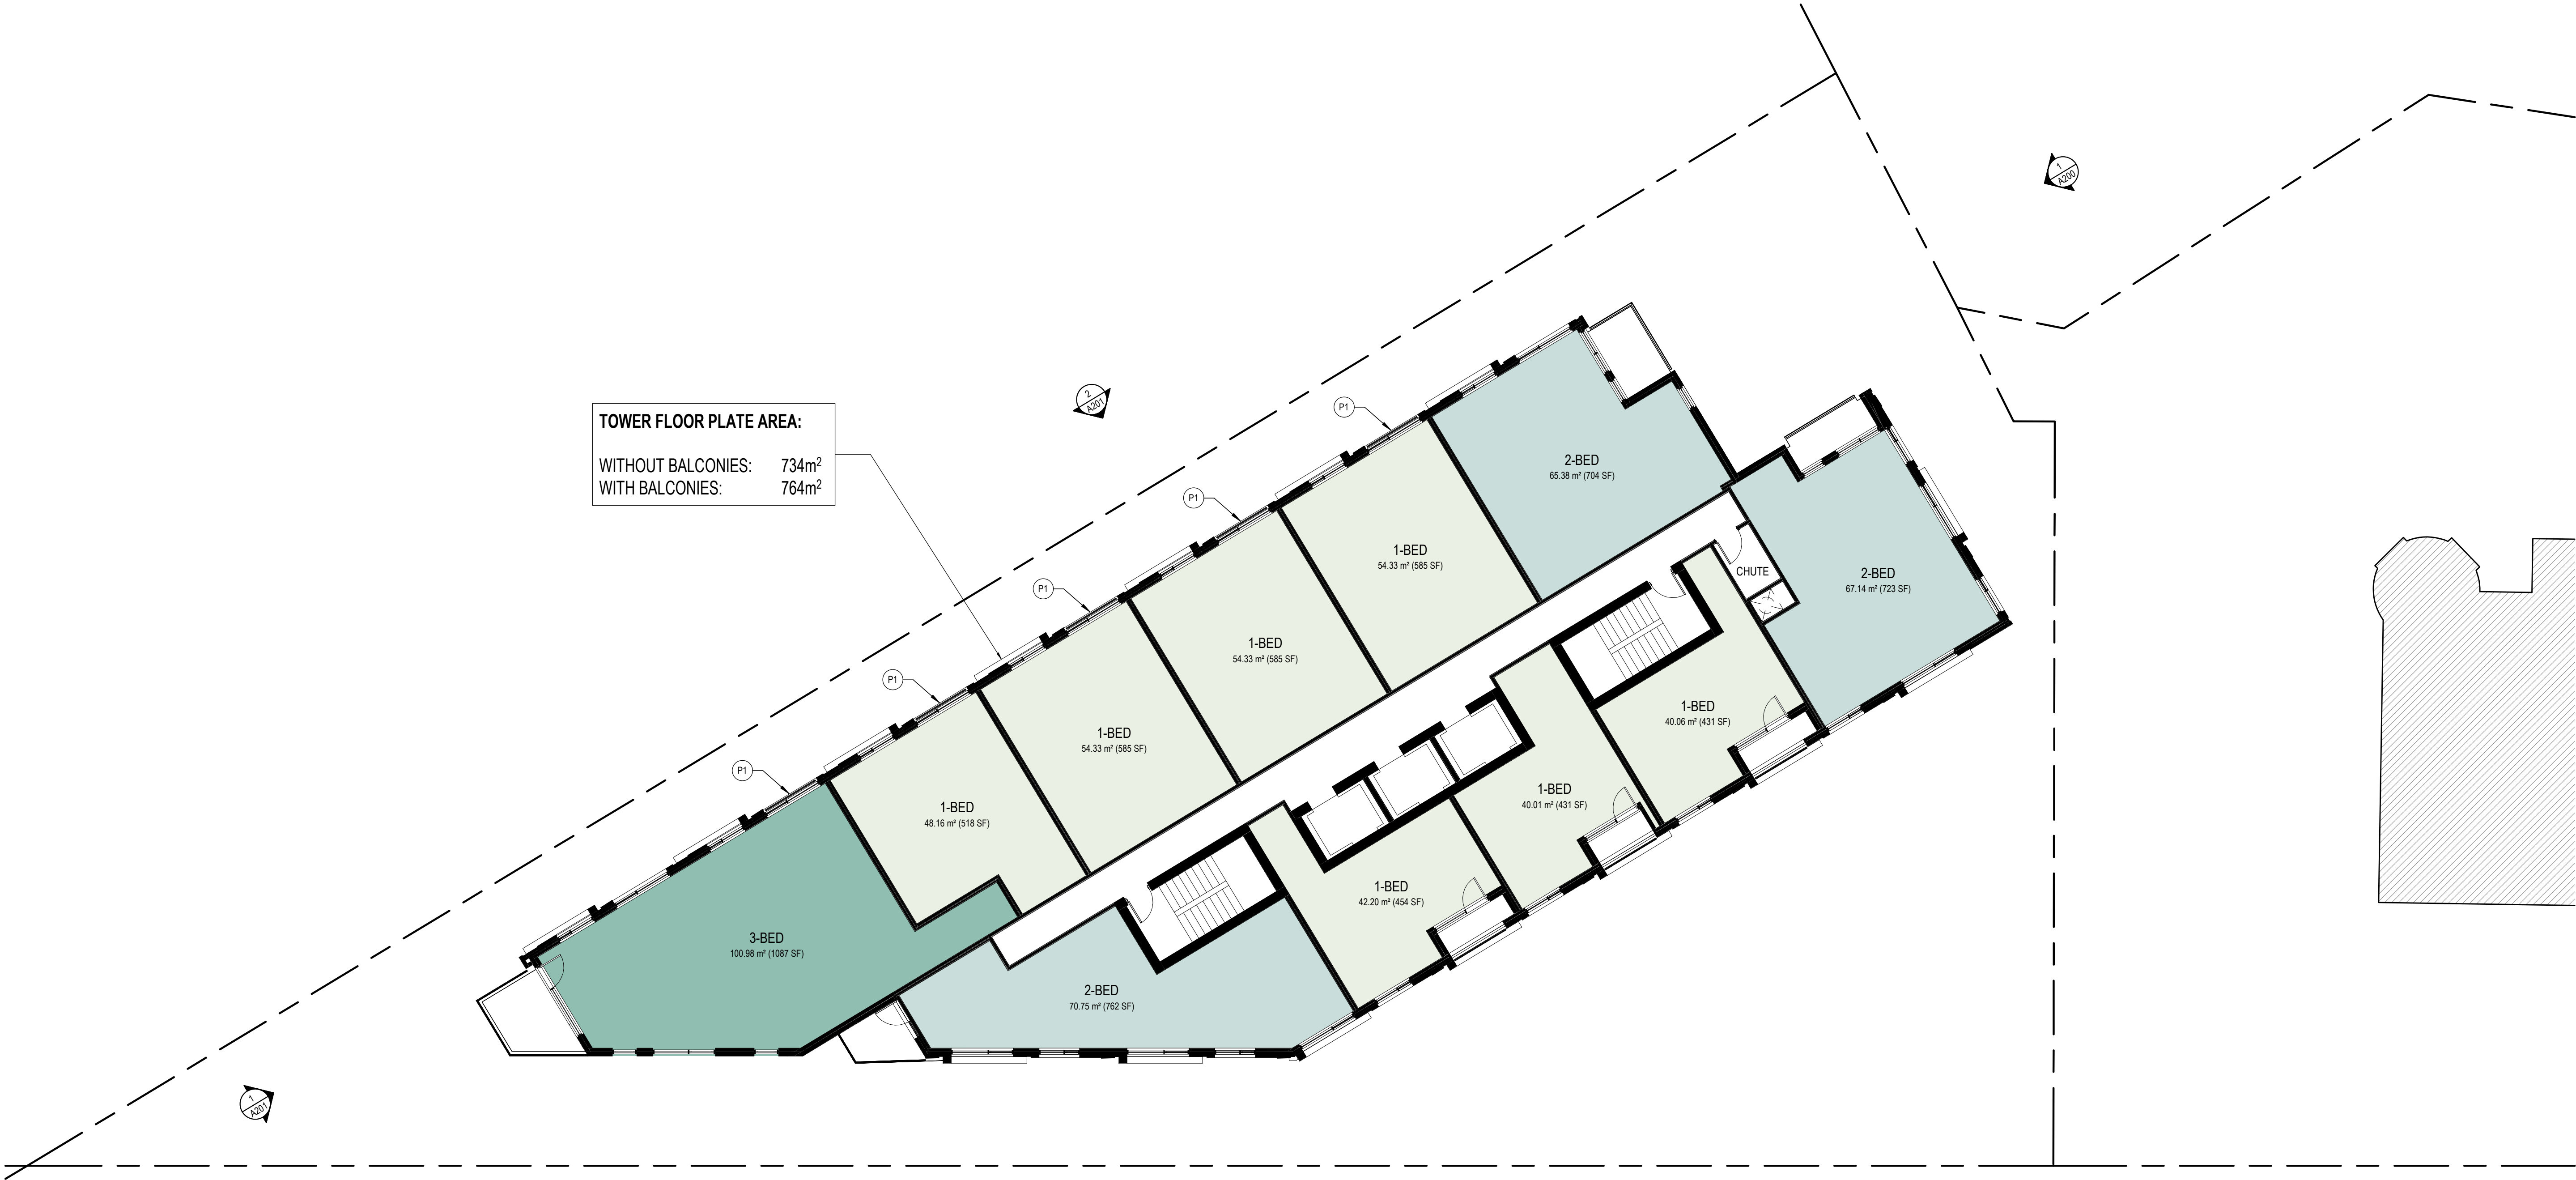 1
A200
2
A201
TOWER FLOOR PLATE AREA:
WITHOUT BALCONIES: 734m²
WITH BALCONIES: 764m²
P1
P1
P1
P1
P1
2-BED
65.38 m² (704 SF)
1-BED
54.33 m² (585 SF)
CHUTE
2-BED
67.14 m² (723 SF)
1-BED
54.33 m² (585 SF)
1-BED
40.06 m² (431 SF)
1-BED
54.33 m² (585 SF)
1-BED
40.01 m² (431 SF)
1-BED
48.16 m² (518 SF)
1-BED
42.20 m² (454 SF)
3-BED
100.98 m² (1087 SF)
2-BED
70.75 m² (762 SF)
1
A201